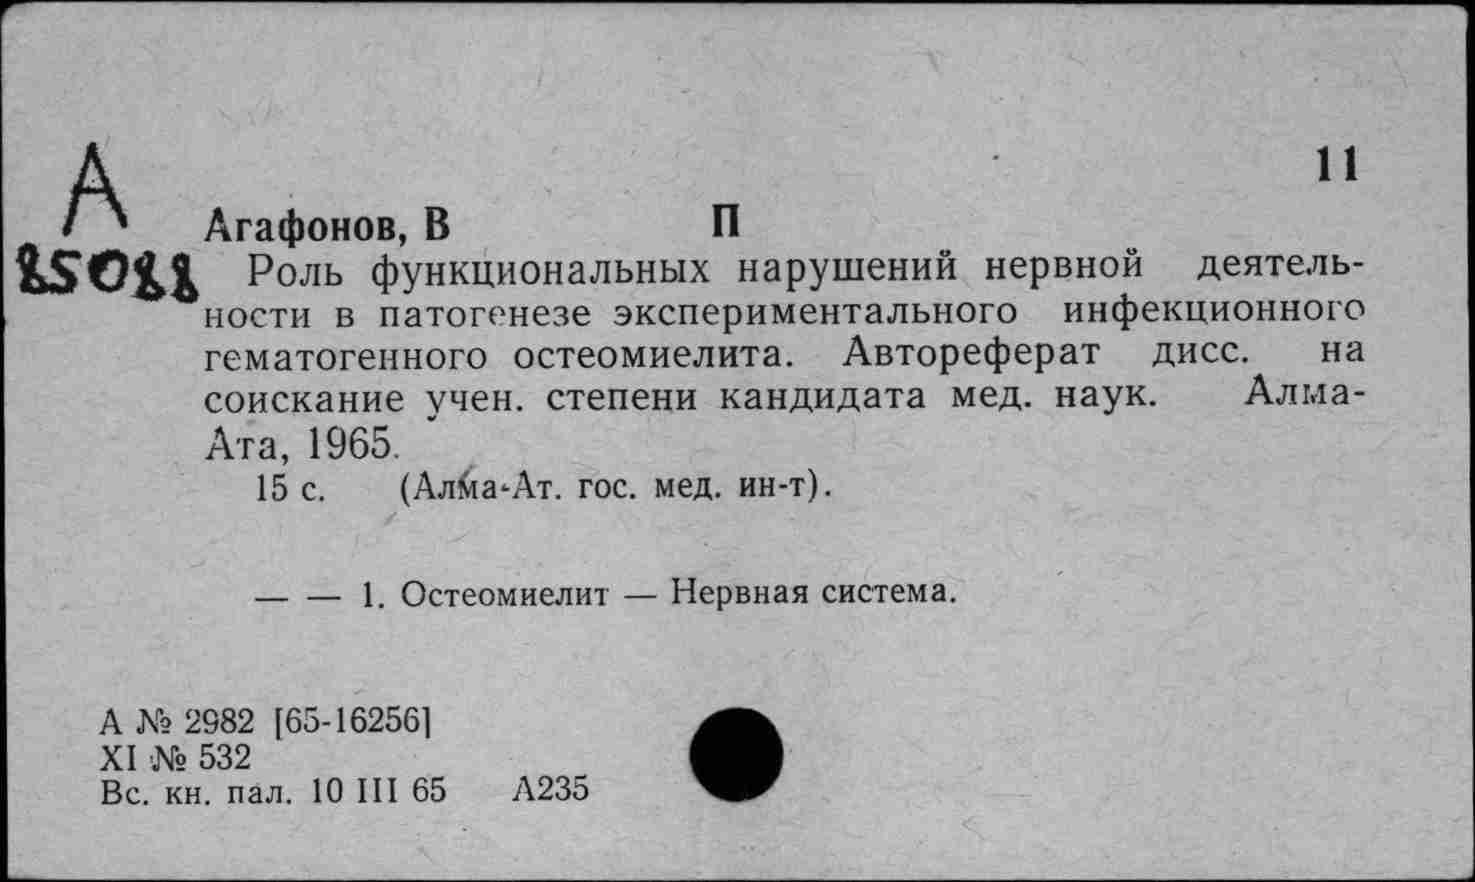 11
А
Агафонов, В П
Роль функциональных нарушений нервной деятель-
ности в патогенезе экспериментального инфекционного
гематогенного остеомиелита. Автореферат дисс. на
соискание учен. степени кандидата мед. наук. Алма-
Ата, 1965.
15 с. (Алма-Ат. гос. мед. ин-т).
— — 1. Остеомиелит — Нервная система.
А № 2982 [65-16256]
XI № 532
Вс. кн. пал. 10 III 65 А235